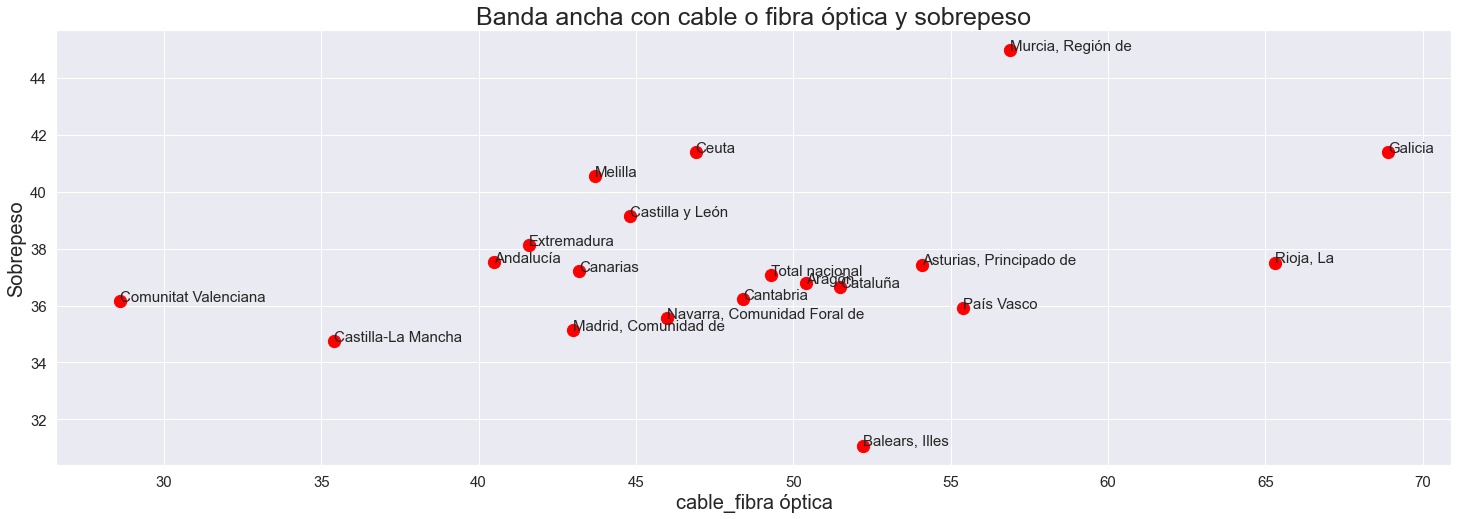 Banda ancha con cable o fibra óptica y sobrepeso
Sobrepeso
44
42
40
38
36
34
32
Murcia, Región de
Ceuta
Galicia
Melilla
Castilla y León
Extremadura
Andalucía
Canarias
Total nacional
Aragón
Cataluña
Asturias, Principado de
Rioja, La
Comunitat Valenciana
Cantabria
País Vasco
Navarra, Comunidad Foral de
Madrid, Comunidad de
Castilla-La Mancha
Balears, Illes
30 35 40 45 50 55 60 65 70
cable_fibra óptica